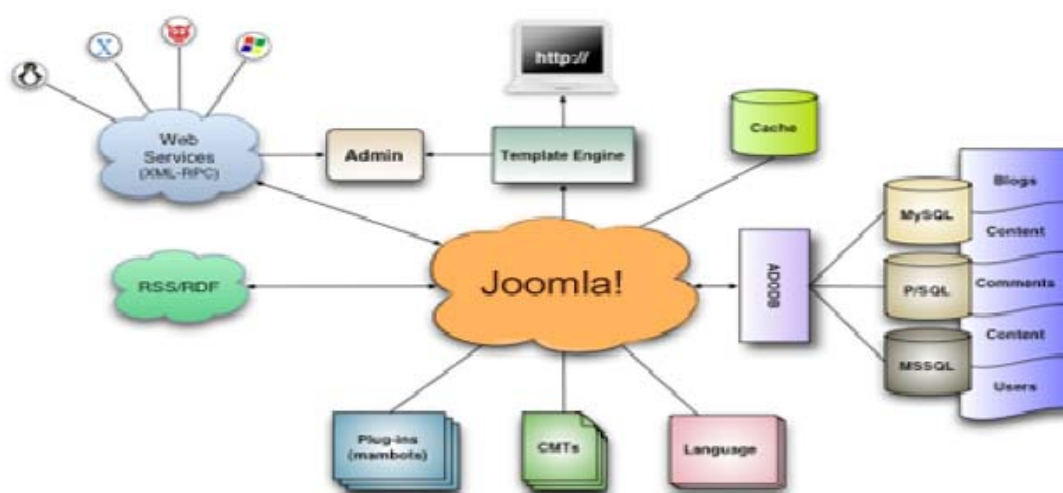 http://
Cache
Web
Services
(XML-RPC)
Admin
Template Engine
Blogs
MySQL
Content
Joomla!
ADODB
RSS/RDF
P/SQL
Comments
Content
MSSQL
Users
Plug-ins
(mambots)
CMTs
Language